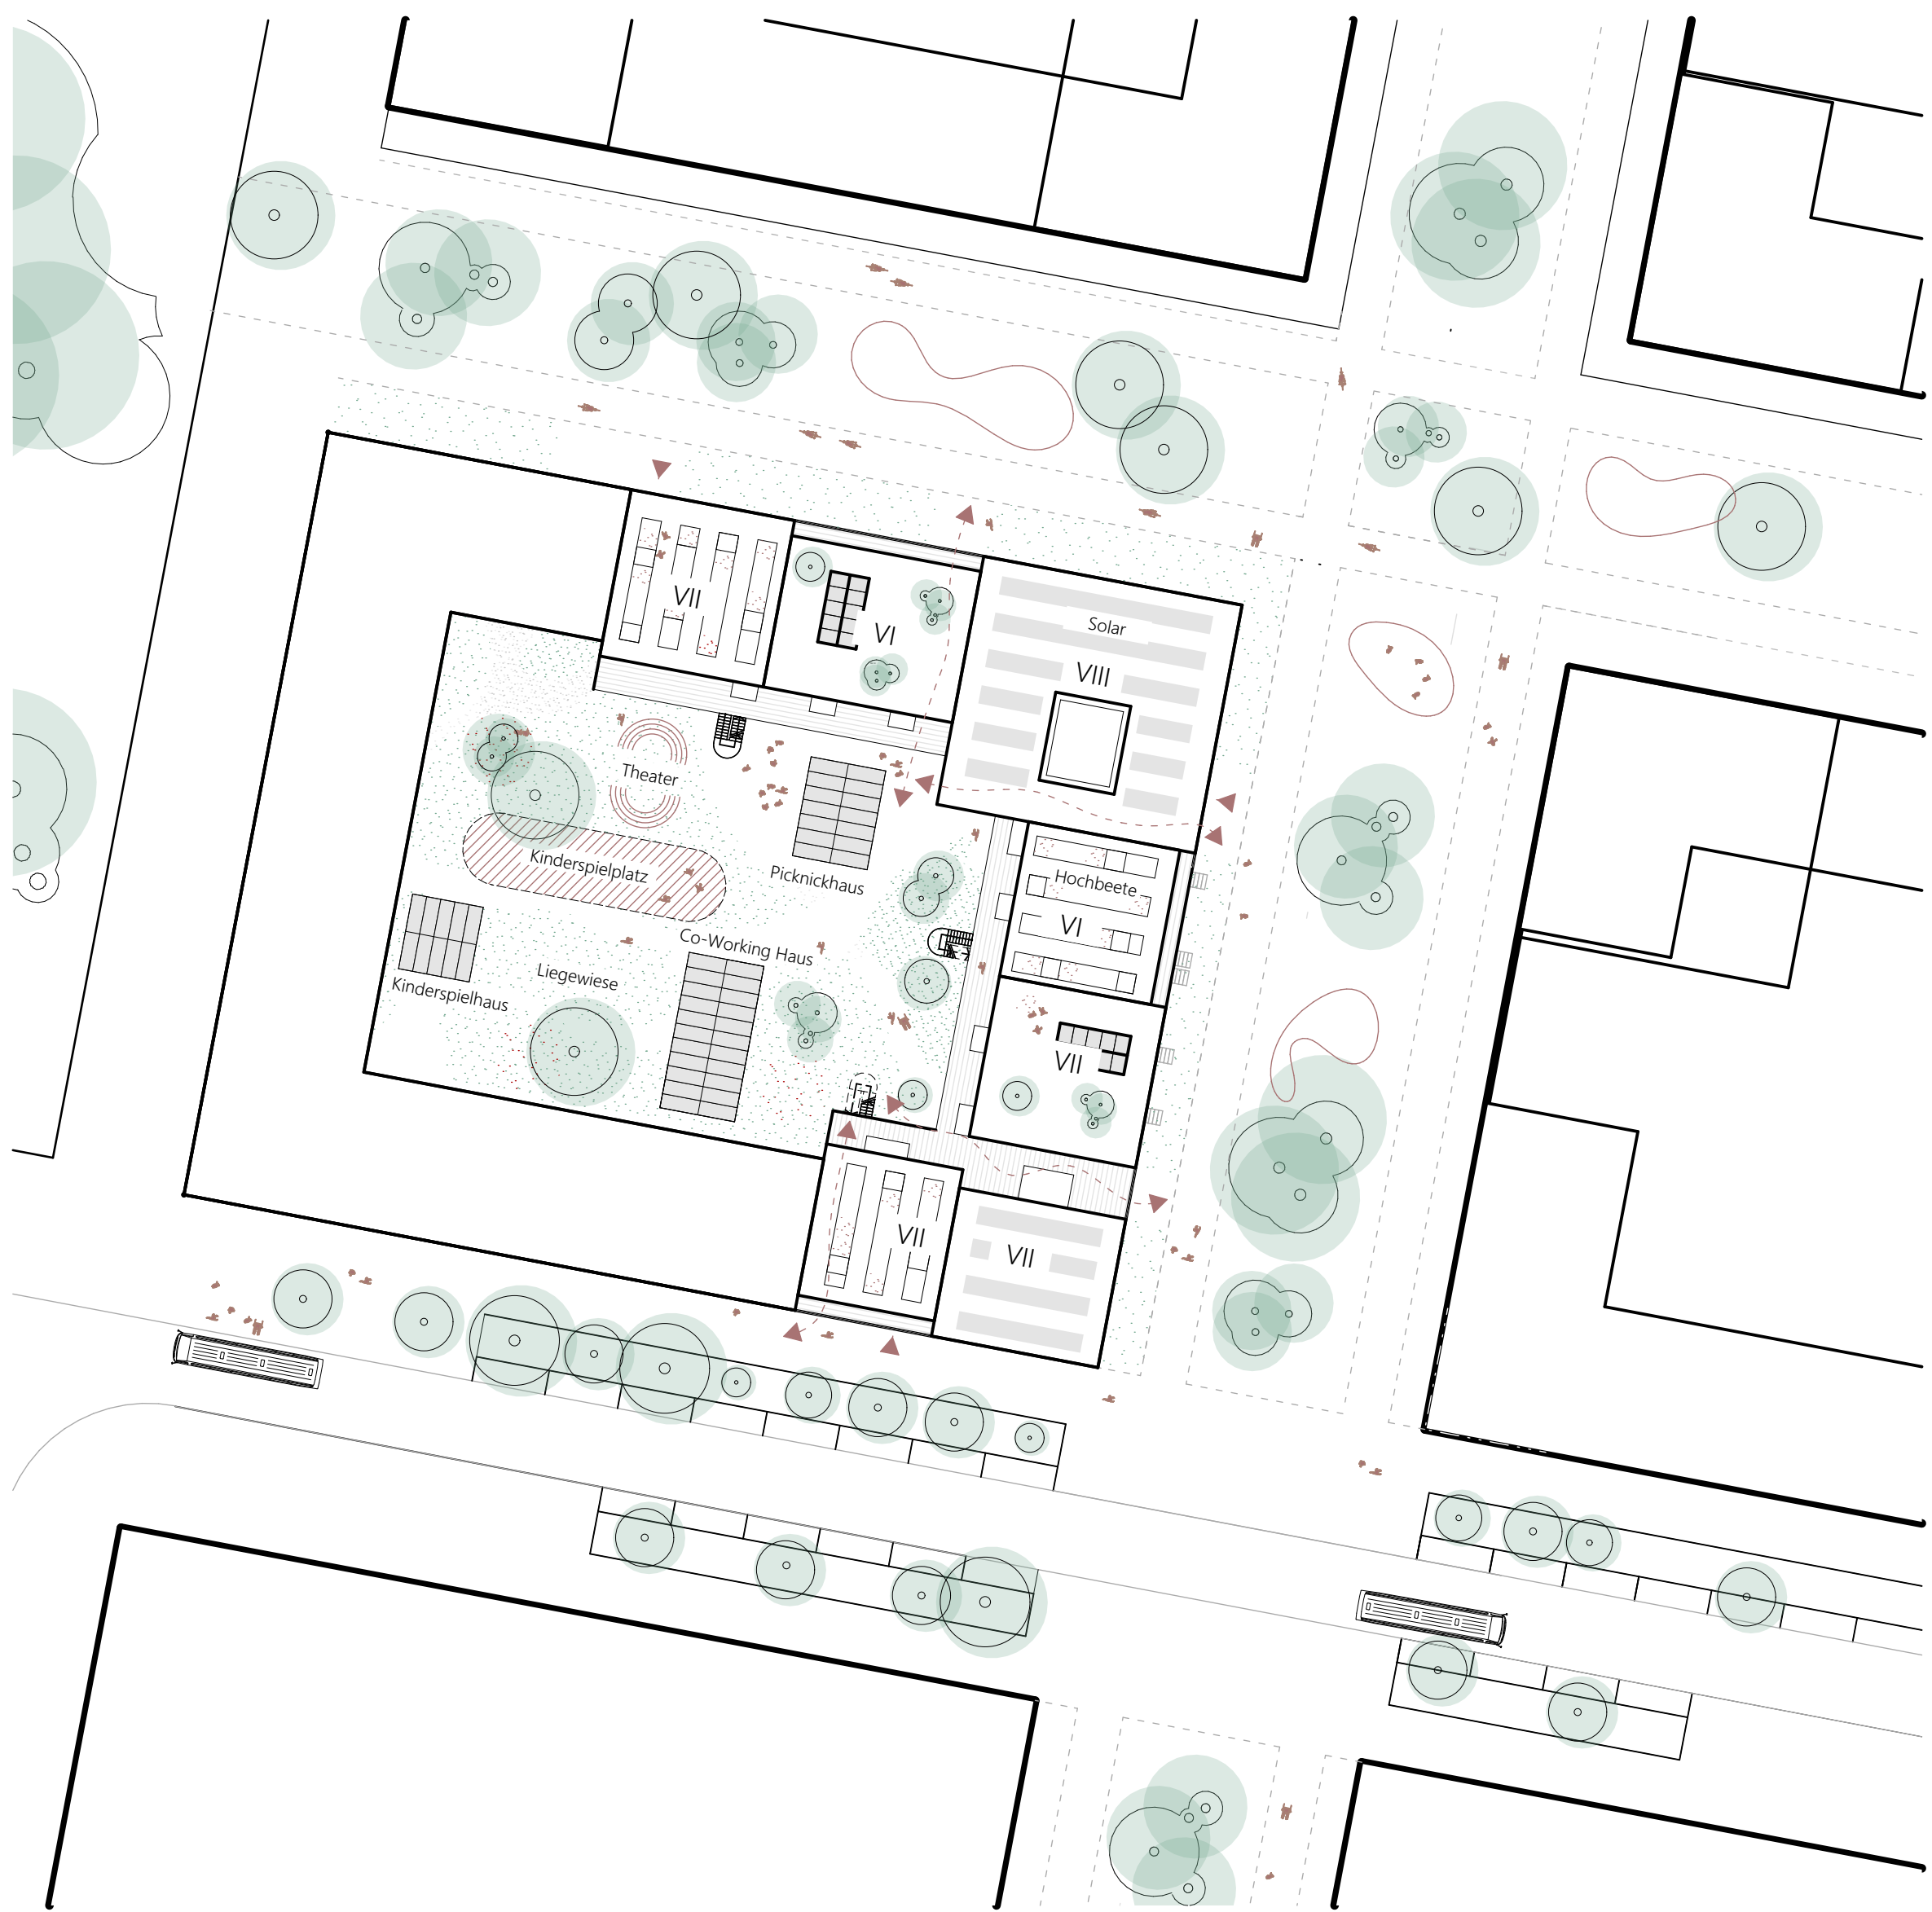 VII
VI
Solar
VIII
Theater
Kinderspielplatz
Picknickhaus
Hochbeete
VI
Co-Working Haus
Liegewiese
Kinderspielhaus
VII
VII
VII